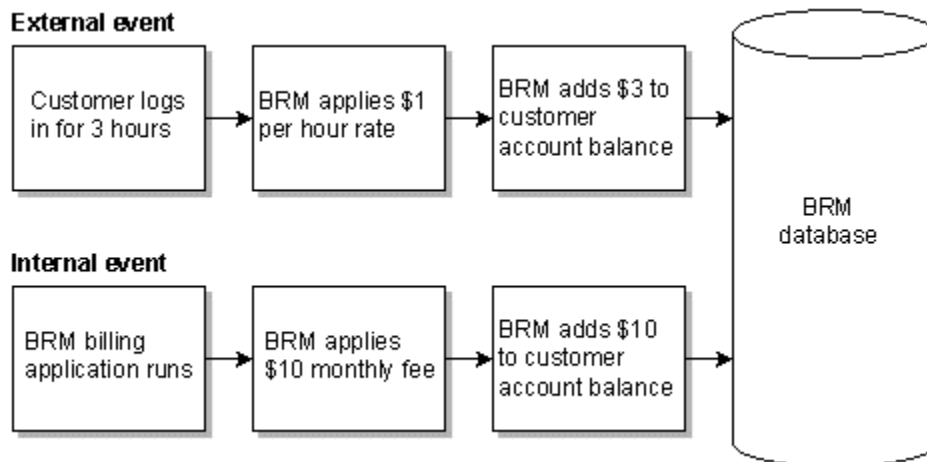 External event
Customer logs
in for 3 hours
BRM applies $1
per hour rate
BRM adds $3 to
customer
account balance
BRM
database
Internal event
BRM billing
application runs
BRM applies
$10 monthly fee
BRM adds $10
to customer
account balance